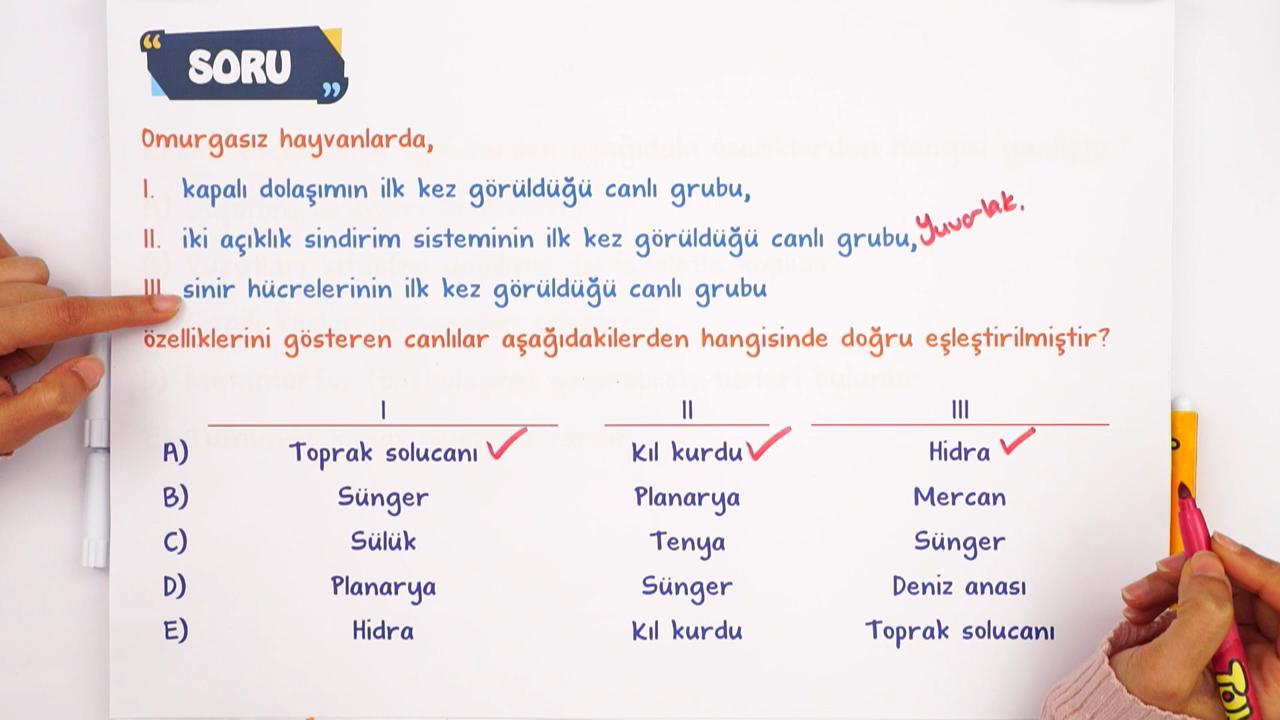 SORU
Omurgasız hayvanlarda,
I. kapalı dolaşımın ilk kez görüldüğü canlı grubu,
II. iki açıklık sindirim sisteminin ilk kez görüldüğü canlı grubu, Yuvarlak.
III. sinir hücrelerinin ilk kez görüldüğü canlı grubu
özelliklerini gösteren canlılar aşağıdakilerden hangisinde doğru eşleştirilmiştir?
I II III
A) Toprak solucanı Kıl kurdu Hidra
B) Sünger Planarya Mercan
C) Sülük Tenya Sünger
D) Planarya Sünger Deniz anası
E) Hidra Kıl kurdu Toprak solucanı